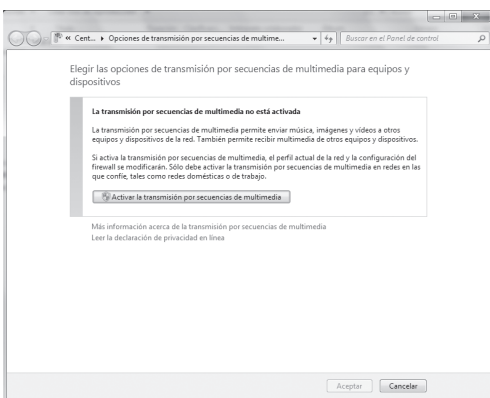 « Cent... ▸ Opciones de transmisión por secuencias de multime...
Buscar en el Panel de control
Elegir las opciones de transmisión por secuencias de multimedia para equipos y
dispositivos
La transmisión por secuencias de multimedia no está activada
La transmisión por secuencias de multimedia permite enviar música, imágenes y vídeos a otros
equipos y dispositivos de la red. También permite recibir multimedia de otros equipos y dispositivos.
Si activa la transmisión por secuencias de multimedia, el perfil actual de la red y la configuración del
firewall se modificarán. Sólo debe activar la transmisión por secuencias de multimedia en redes en las
que confíe, tales como redes domésticas o de trabajo.
Activar la transmisión por secuencias de multimedia
Más información acerca de la transmisión por secuencias de multimedia
Leer la declaración de privacidad en línea
Aceptar
Cancelar